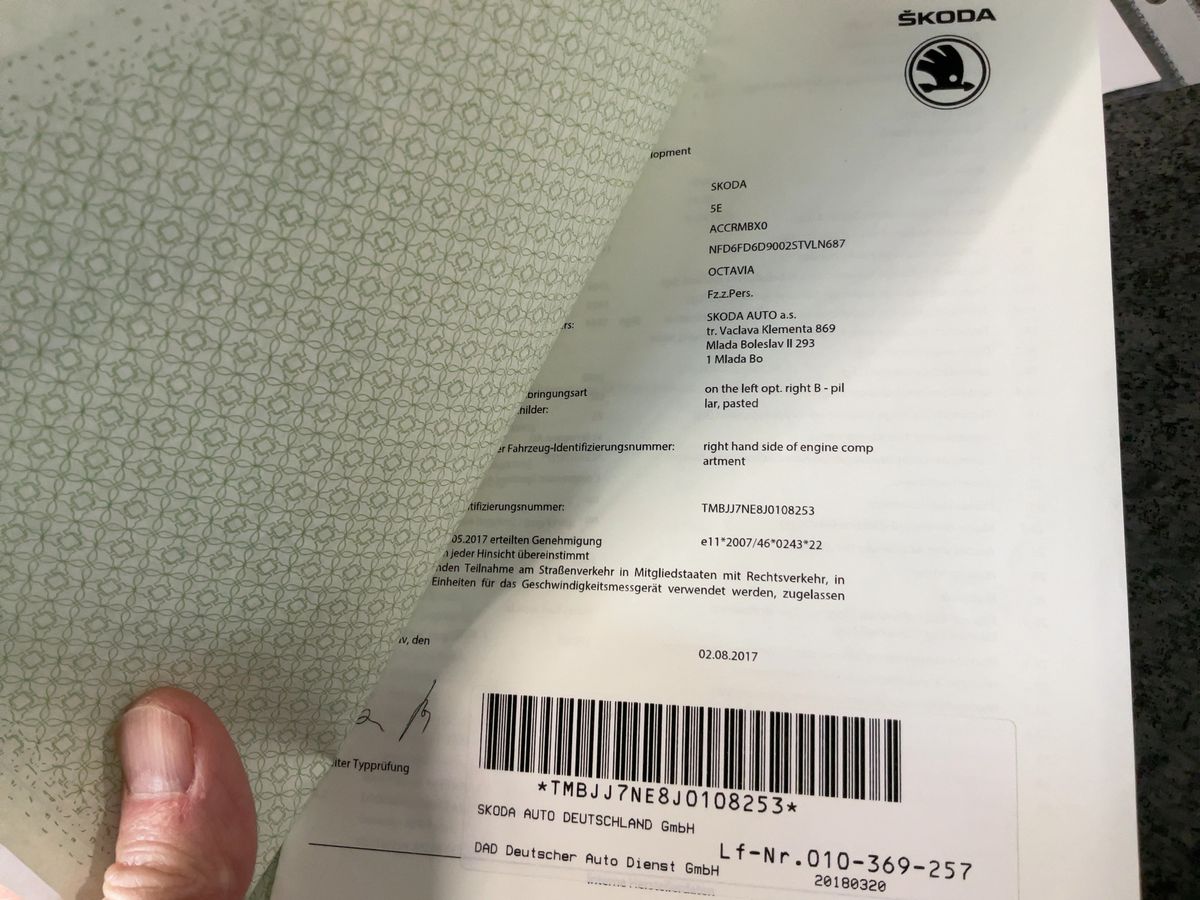 ŠKODA
lopment
SKODA
5E
ACCRMBX0
NFD6FD6D9002STVLN687
OCTAVIA
Fz.z.Pers.
rs: SKODA AUTO a.s.
tr. Vaclava Klementa 869
Mlada Boleslav II 293
1 Mlada Bo
bringungsart on the left opt. right B - pil
hilder: lar, pasted
er Fahrzeug-Identifizierungsnummer: right hand side of engine comp
artment
tifizierungsnummer: TMBJJ7NE8J0108253
05.2017 erteilten Genehmigung e11*2007/46*0243*22
n jeder Hinsicht übereinstimmt
nden Teilnahme am Straßenverkehr in Mitgliedstaaten mit Rechtsverkehr, in
Einheiten für das Geschwindigkeitsmessgerät verwendet werden, zugelassen
av, den
02.08.2017
iter Typprüfung
*TMBJJ7NE8J0108253*
SKODA AUTO DEUTSCHLAND GmbH
DAD Deutscher Auto Dienst GmbH Lf-Nr.010-369-257
20180320